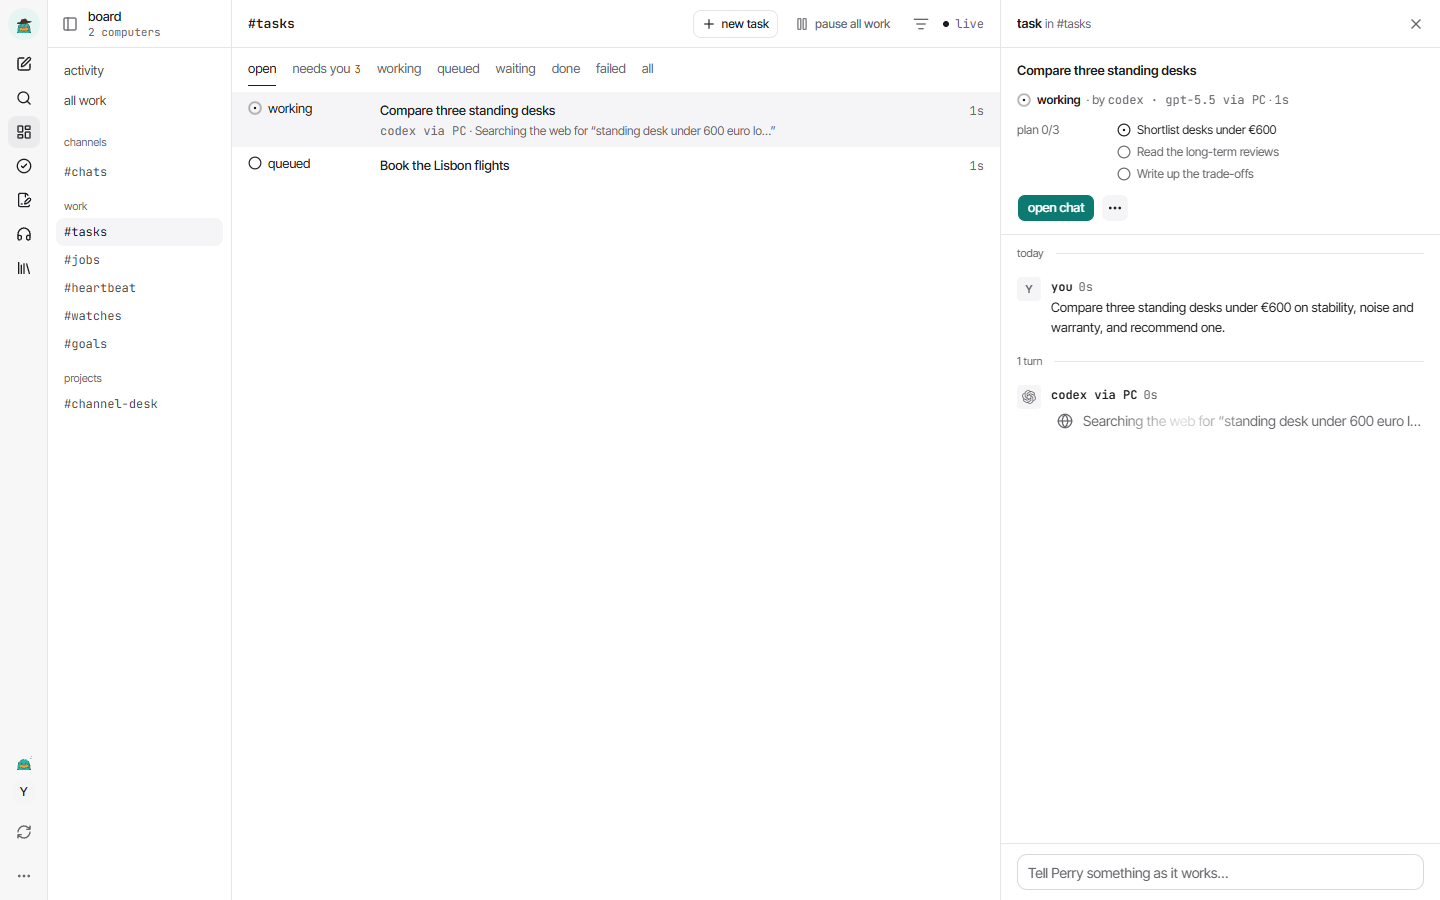 board
2 computers
activity
all work
channels
#chats
work
#tasks
#jobs
#heartbeat
#watches
#goals
projects
#channel-desk
Y
#tasks
new task
pause all work
live
open
needs you 3
working
queued
waiting
done
failed
all
working
Compare three standing desks
1s
codex via PC · Searching the web for “standing desk under 600 euro lo...”
queued
Book the Lisbon flights
1s
task in #tasks
Compare three standing desks
working · by codex · gpt-5.5 via PC · 1s
plan 0/3
Shortlist desks under €600
Read the long-term reviews
Write up the trade-offs
open chat
today
Y
you 0s
Compare three standing desks under €600 on stability, noise and
warranty, and recommend one.
1 turn
codex via PC 0s
Searching the web for “standing desk under 600 euro l...
Tell Perry something as it works...